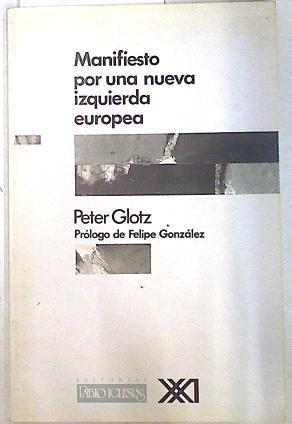 Manifiesto
por una nueva
izquierda
europea
Peter Glotz
Prólogo de Felipe González
EDITORIAL
PABLO IGLESIAS
XXI